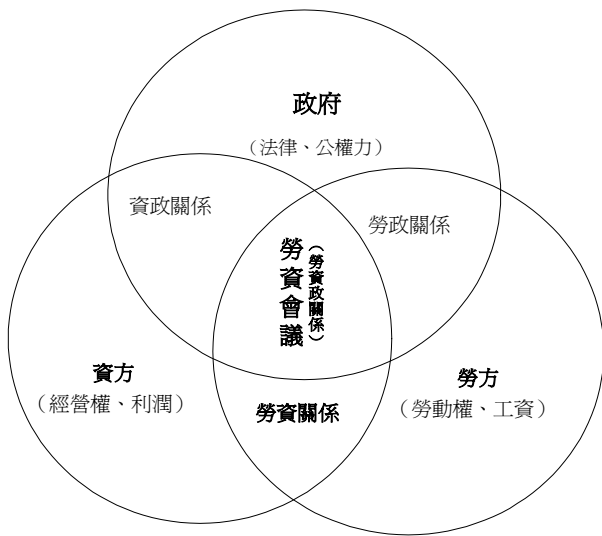 政府
（法律、公權力）
資政關係
勞政關係
勞資會議
（勞資政關係）
資方
（經營權、利潤）
勞方
（勞動權、工資）
勞資關係